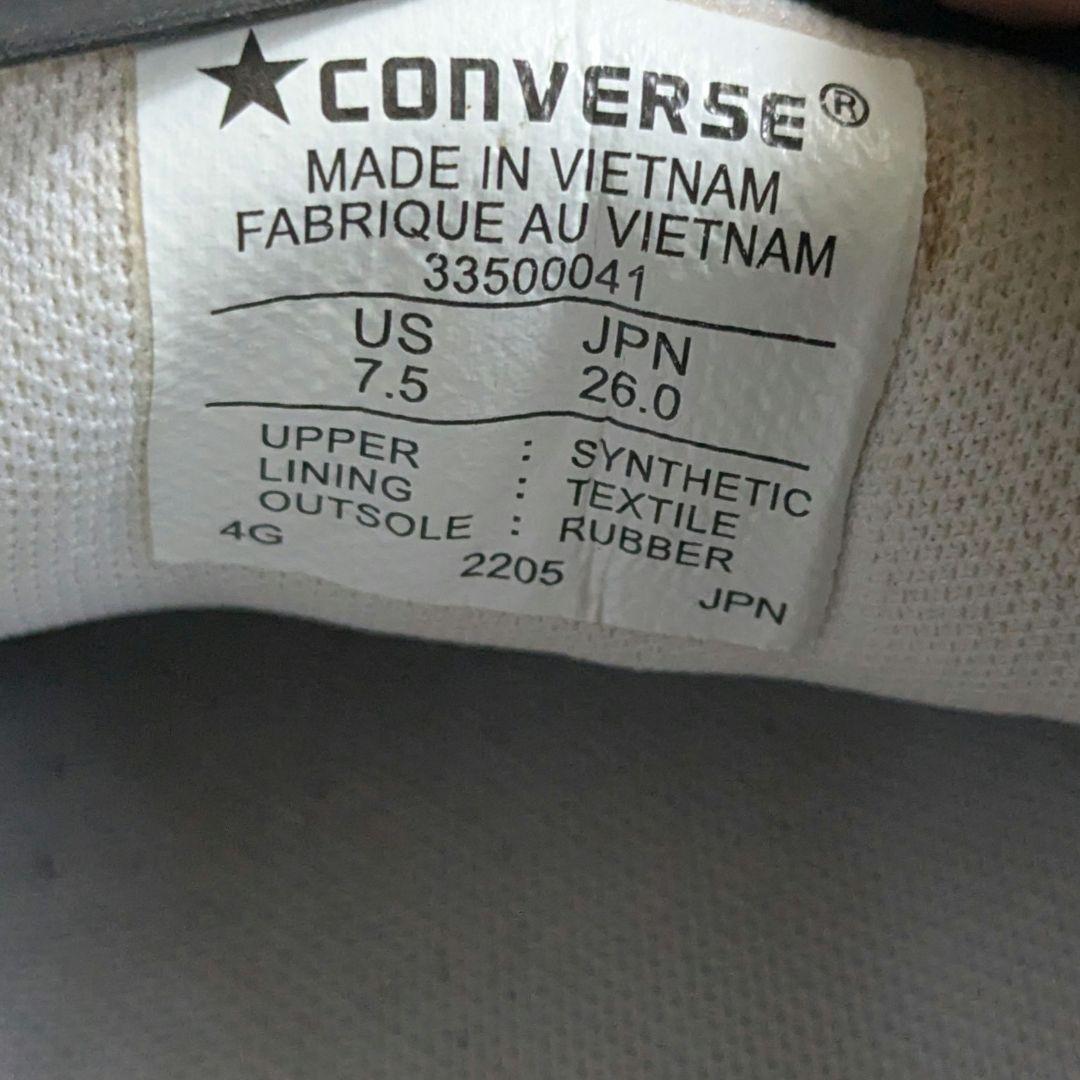 ★CONVERSE®
MADE IN VIETNAM
FABRIQUE AU VIETNAM
33500041
US JPN
7.5 26.0
UPPER : SYNTHETIC
LINING : TEXTILE
OUTSOLE : RUBBER
4G 2205 JPN